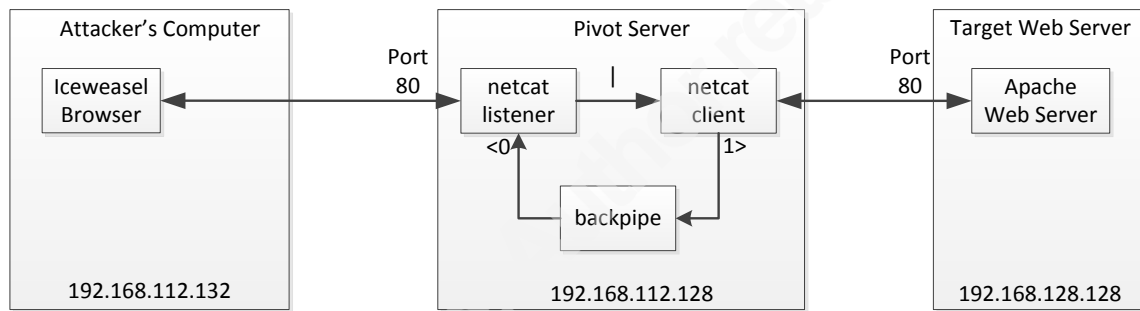 Attacker's Computer
Pivot Server
Target Web Server
Iceweasel
Browser
Port
80
netcat
listener
|
netcat
client
Port
80
Apache
Web Server
<0
1>
backpipe
192.168.112.132
192.168.112.128
192.168.128.128